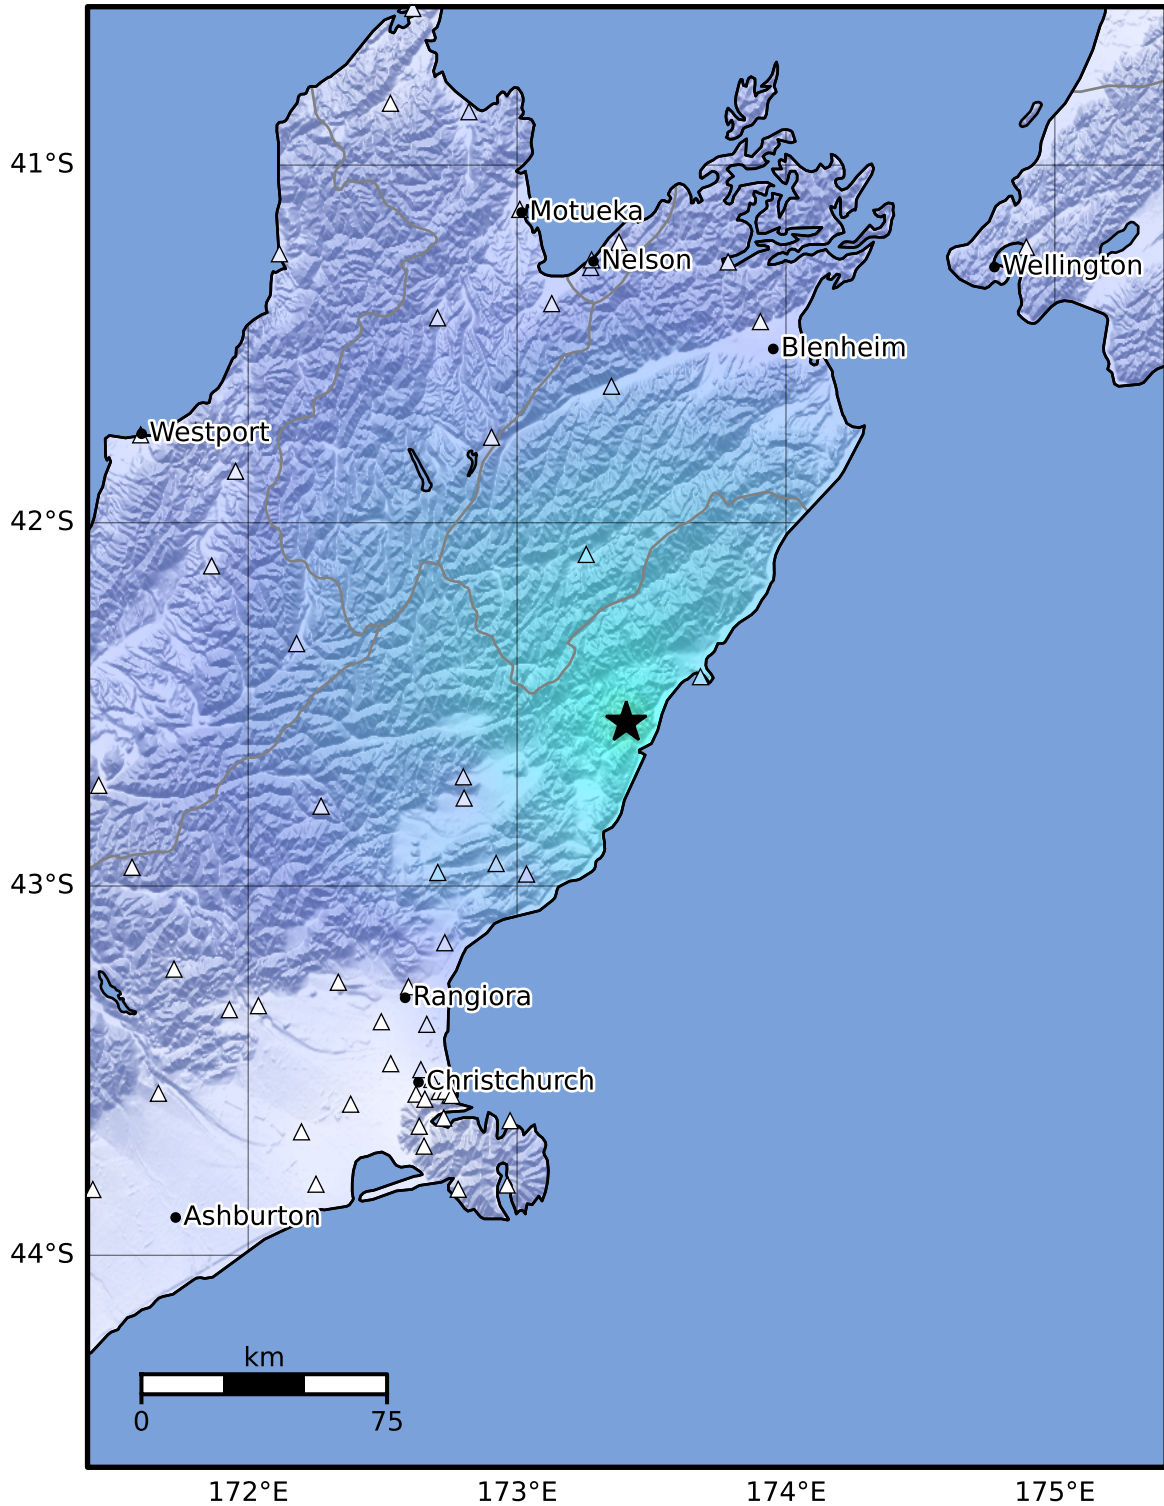 41°S
Motueka
Nelson
Wellington
Blenheim
Westport
42°S
43°S
Rangiora
Christchurch
Ashburton
44°S
km
0 75
172°E 173°E 174°E 175°E